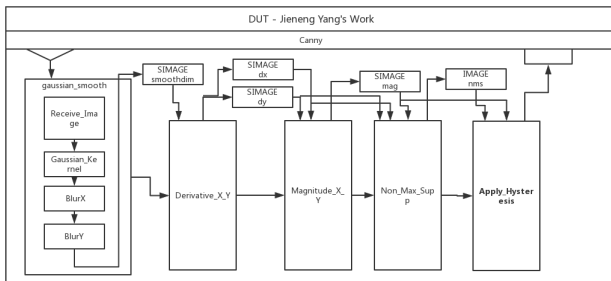 DUT - Jieneng Yang's Work
Canny
gaussian_smooth
Receive_Ima
ge
Gaussian_Ke
rnel
BlurX
BlurY
SIMAGE
smoothdim
SIMAGE
dx
SIMAGE
dy
SIMAGE
mag
IMAGE
nms
Derivative_X_Y
Magnitude_X_
Y
Non_Max_Sup
p
Apply_Hyster
esis